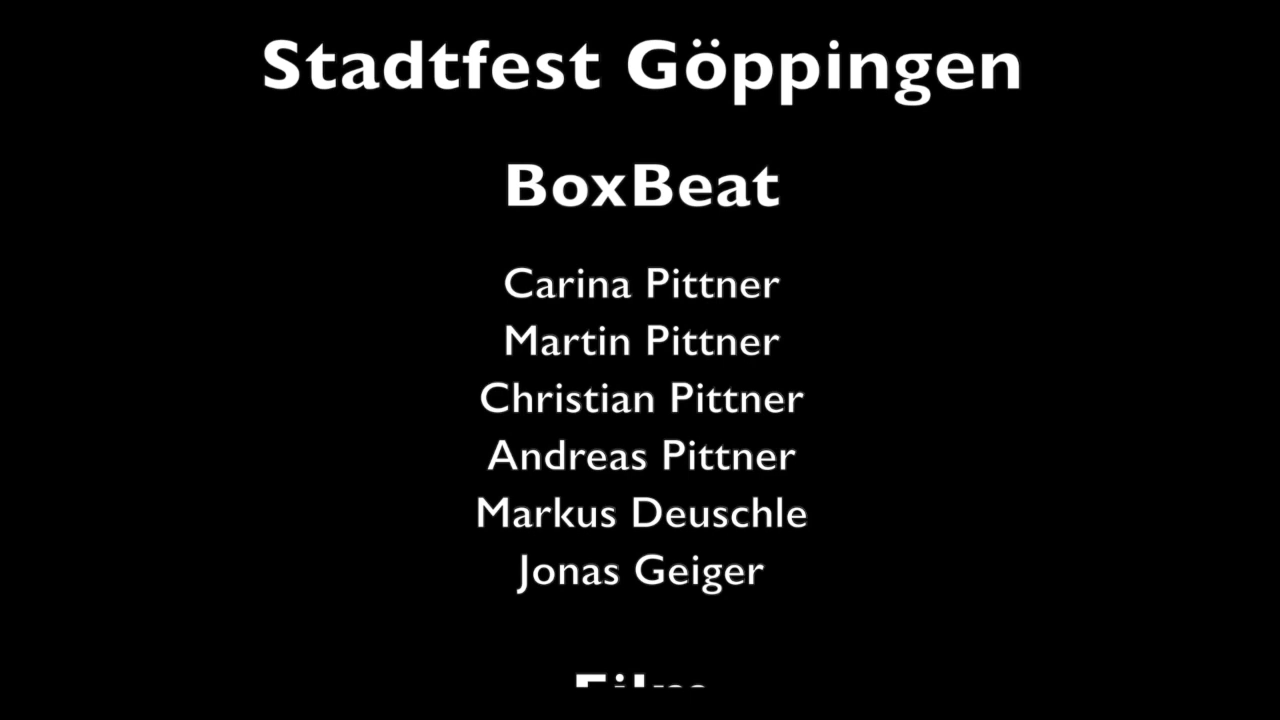 Stadtfest Göppingen
BoxBeat
Carina Pittner
Martin Pittner
Christian Pittner
Andreas Pittner
Markus Deuschle
Jonas Geiger